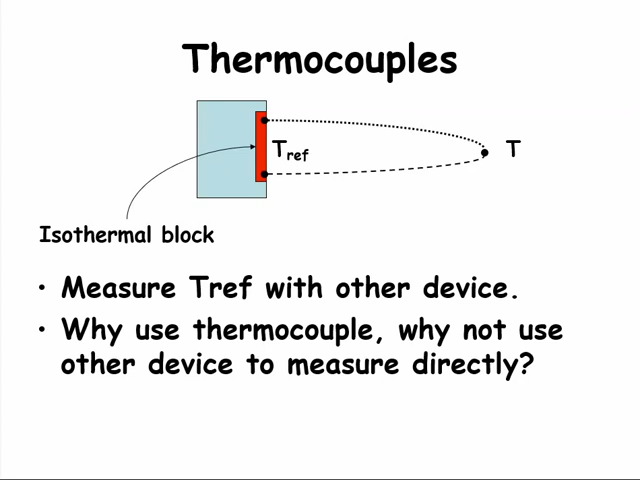 Thermocouples
Tref
T
Isothermal block
• Measure Tref with other device.
• Why use thermocouple, why not use
other device to measure directly?